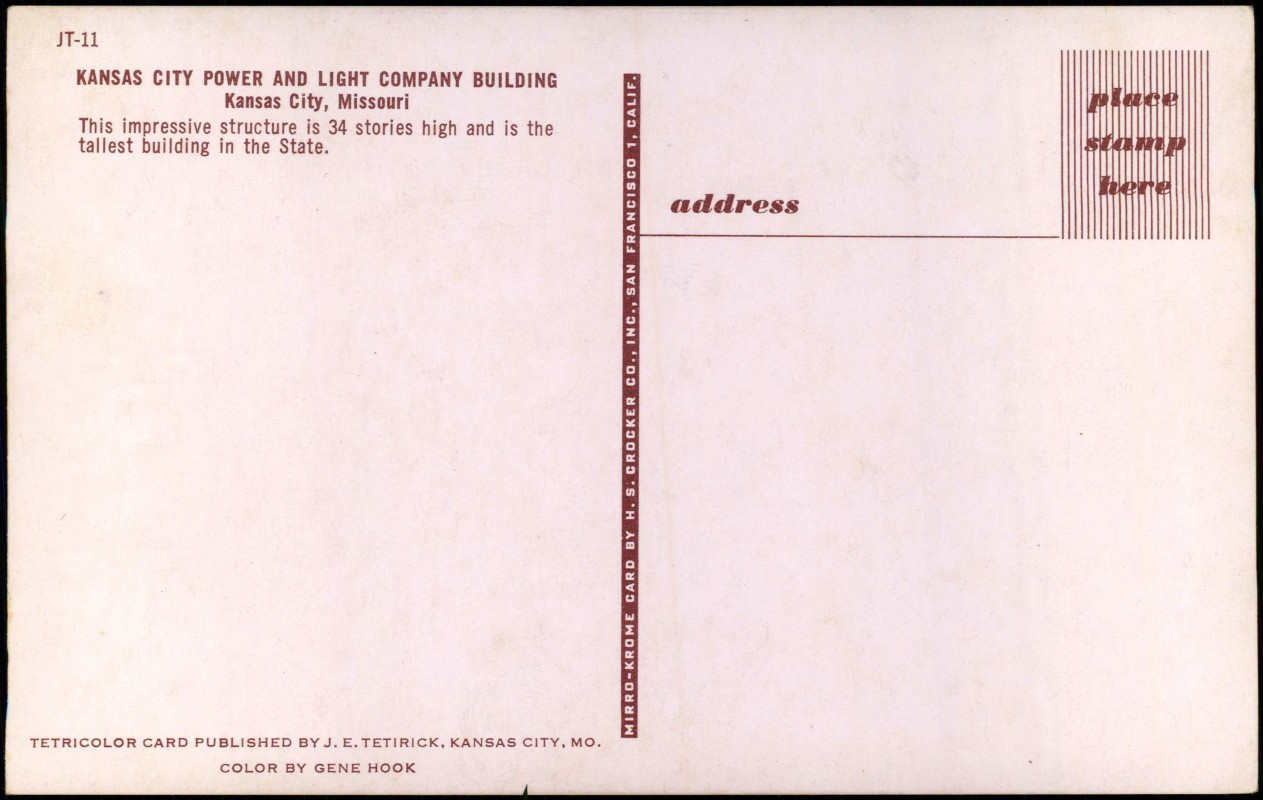 JT-11
KANSAS CITY POWER AND LIGHT COMPANY BUILDING
Kansas City, Missouri
This impressive structure is 34 stories high and is the
tallest building in the State.
TETRICOLOR CARD PUBLISHED BY J. E. TETIRICK, KANSAS CITY, MO.
COLOR BY GENE HOOK
MIRRO-KROME CARD BY H. S. CROCKER CO., INC., SAN FRANCISCO 1, CALIF.
address
place
stamp
here